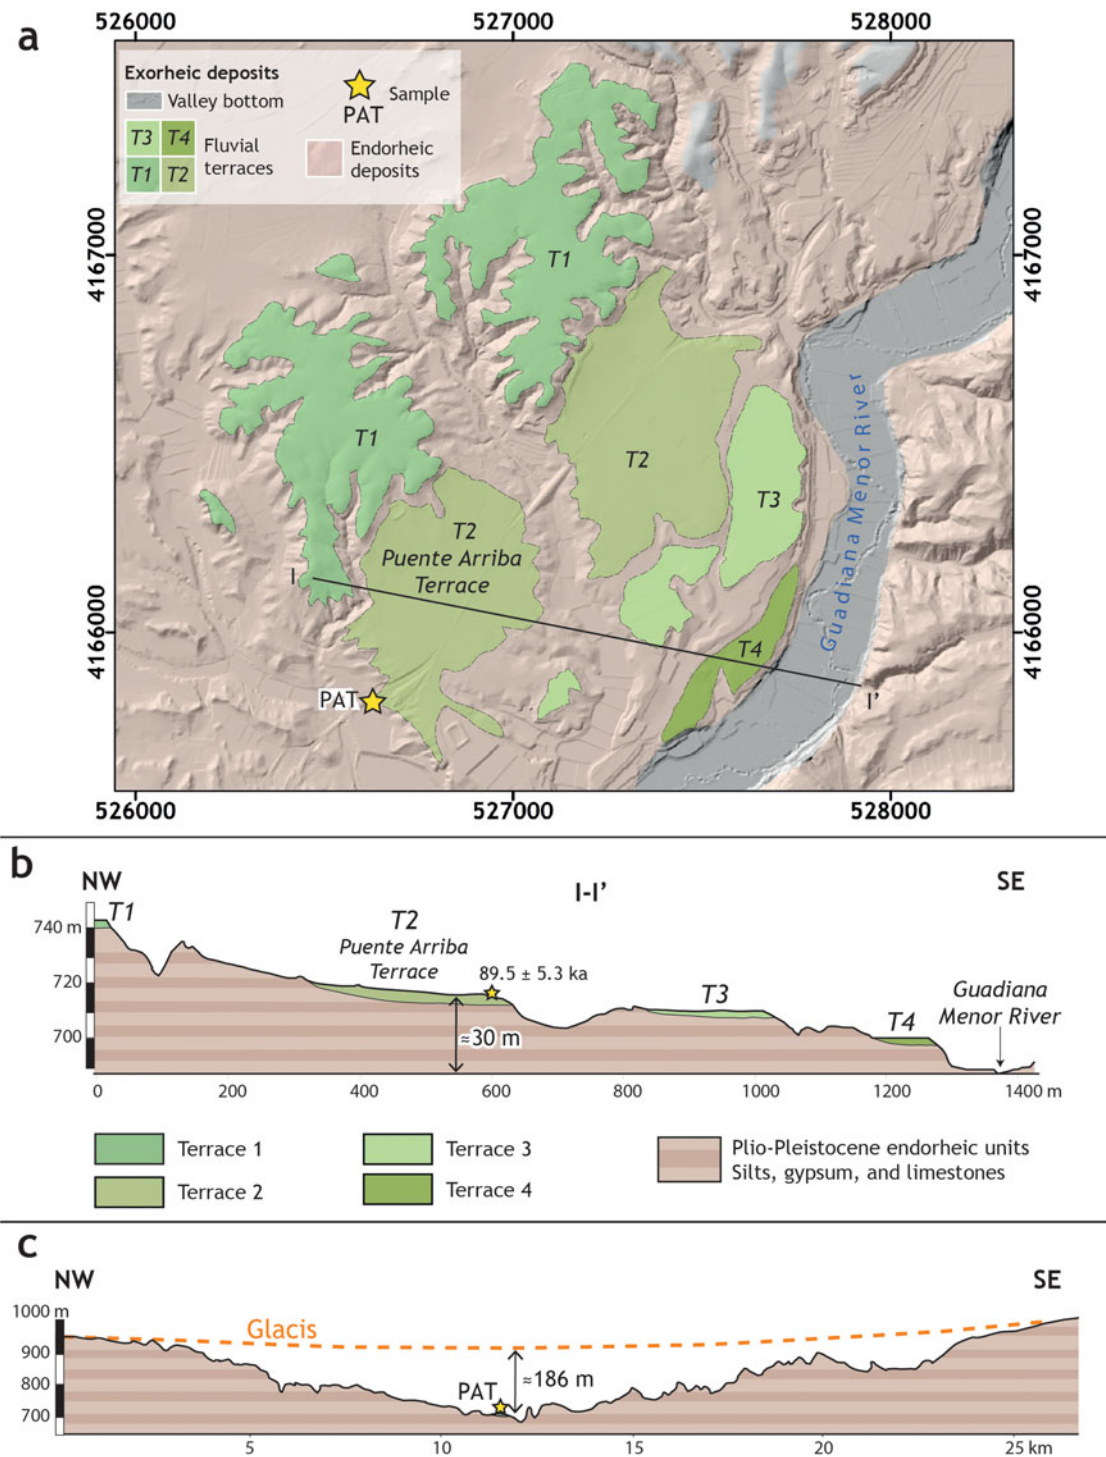 a
526000 527000 528000
Exorheic deposits
Valley bottom
T3 T4
T1 T2
Fluvial
terraces
Sample
PAT
Endorheic
deposits
4167000
4167000
4166000
4166000
T1
T1
T2
T2
Puente Arriba
Terrace
T3
T4
Guadiana Menor River
I
I'
PAT
526000 527000 528000
b
NW
I-I'
SE
740 m
720
700
T1
T2
Puente Arriba
Terrace
89.5 ± 5.3 ka
≈30 m
T3
T4
Guadiana
Menor River
0 200 400 600 800 1000 1200 1400 m
Terrace 1
Terrace 2
Terrace 3
Terrace 4
Plio-Pleistocene endorheic units
Silts, gypsum, and limestones
c
NW
SE
1000 m
900
800
700
Glacis
PAT
≈186 m
5 10 15 20 25 km